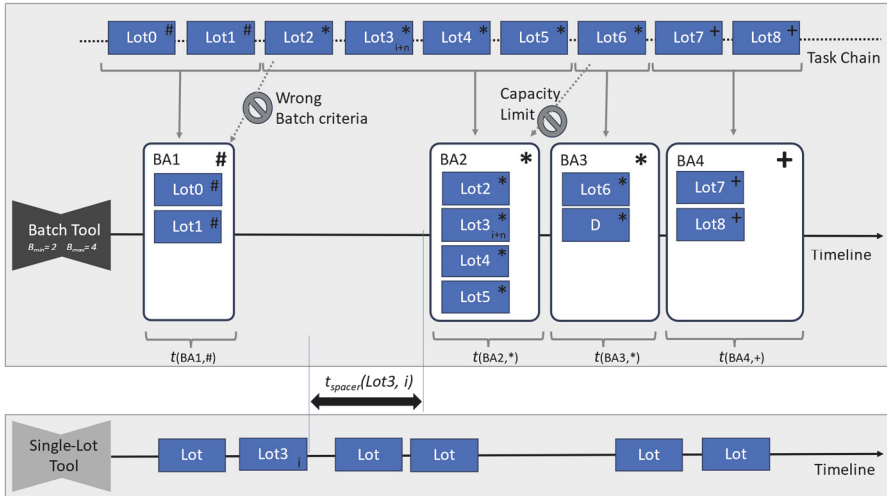 Lot0 # Lot1 # Lot2 * Lot3 * i+n Lot4 * Lot5 * Lot6 * Lot7 + Lot8 +
Task Chain
Wrong
Batch criteria
Capacity
Limit
BA1 #
Lot0 #
Lot1 #
BA2 *
Lot2 *
Lot3 * i+n
Lot4 *
Lot5 *
BA3 *
Lot6 *
D *
BA4 +
Lot7 +
Lot8 +
Batch Tool
Bmin= 2 Bmax= 4
Timeline
t(BA1,#) t(BA2,*) t(BA3,*) t(BA4,+)
tspacer(Lot3, i)
Single-Lot
Tool
Lot Lot3 i Lot Lot Lot Lot
Timeline